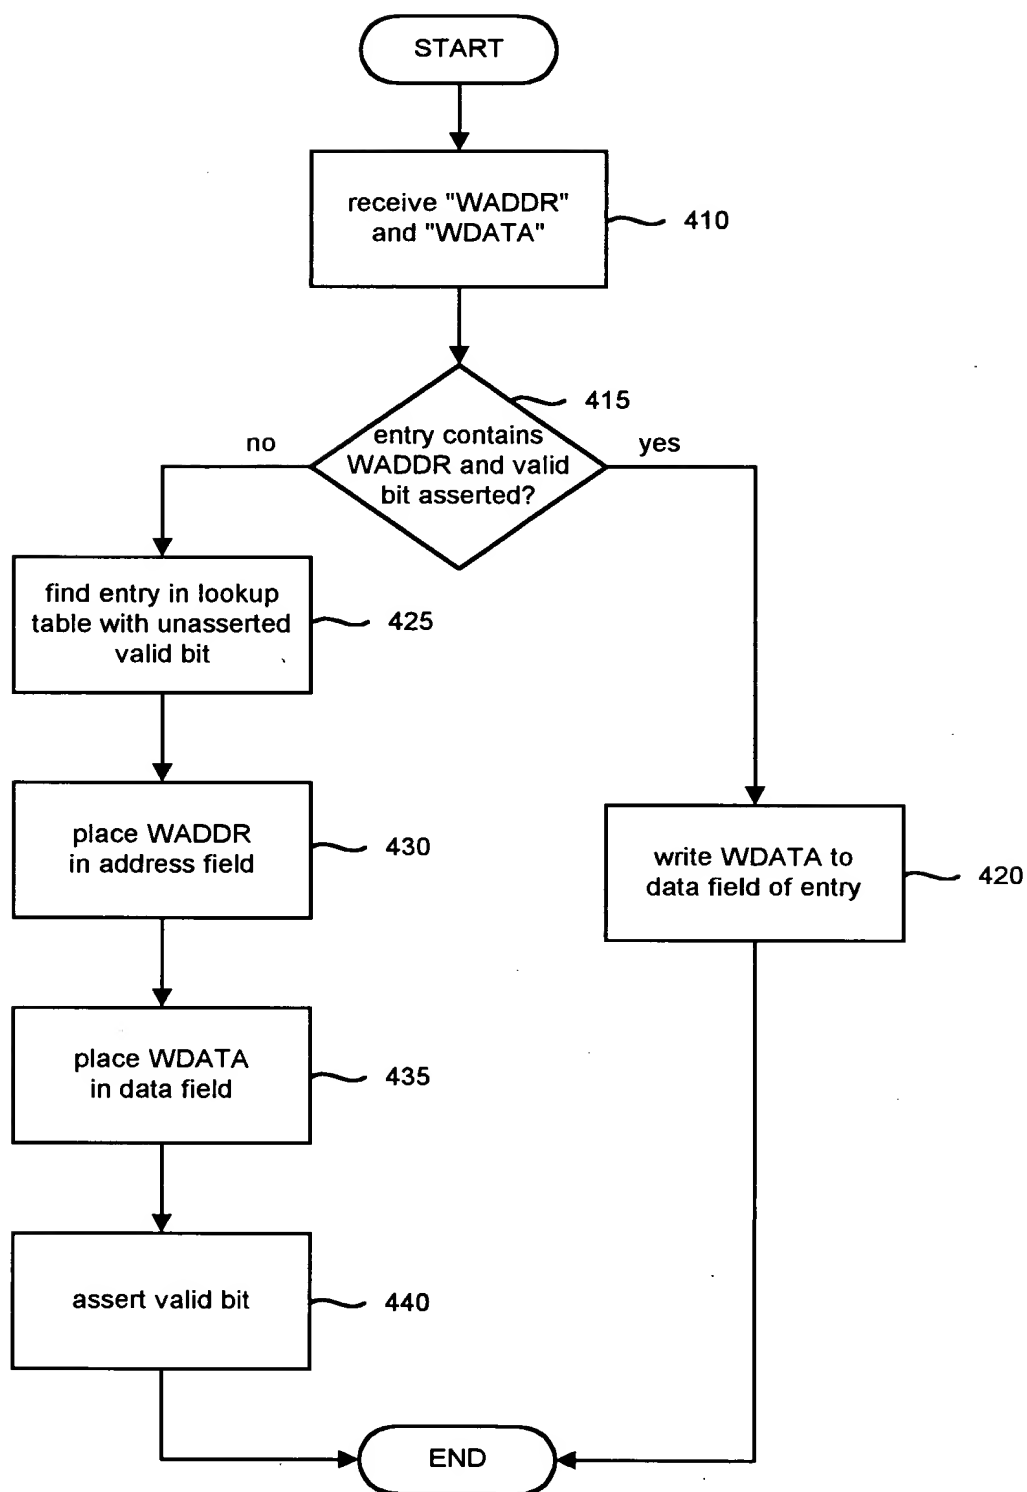 START
receive "WADDR"
and "WDATA"
410
415
entry contains
WADDR and valid
bit asserted?
no
yes
find entry in lookup
table with unasserted
valid bit
425
place WADDR
in address field
430
write WDATA to
data field of entry
420
place WDATA
in data field
435
assert valid bit
440
END